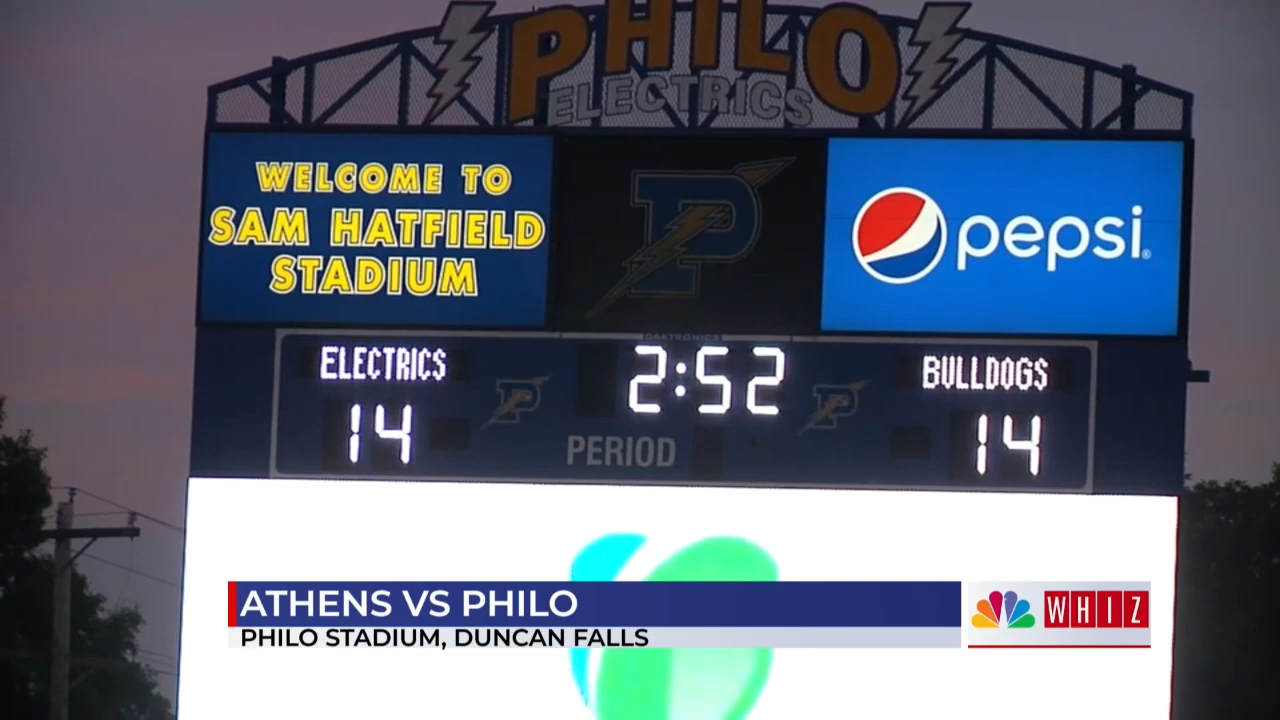 PHILO
ELECTRICS
WELCOME TO
SAM HATFIELD
STADIUM
P
pepsi
DAKTRONICS
ELECTRICS
2:52
BULLDOGS
P
P
14
14
PERIOD
ATHENS VS PHILO
PHILO STADIUM, DUNCAN FALLS
WHIZ